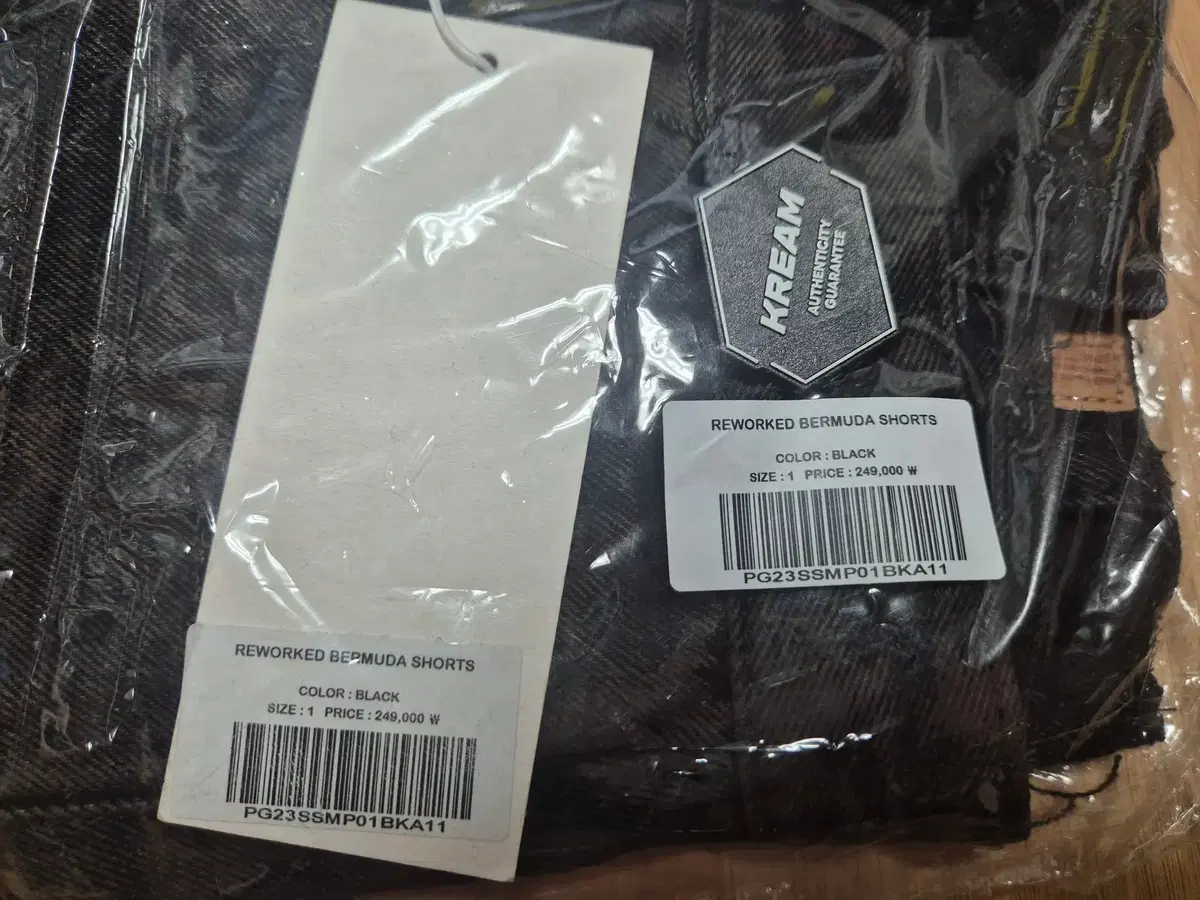 KREAM
AUTHENTICITY
GUARANTEE
REWORKED BERMUDA SHORTS
COLOR : BLACK
SIZE : 1 PRICE : 249,000 ₩
PG23SSMP01BKA11
REWORKED BERMUDA SHORTS
COLOR : BLACK
SIZE : 1 PRICE : 249,000 ₩
PG23SSMP01BKA11